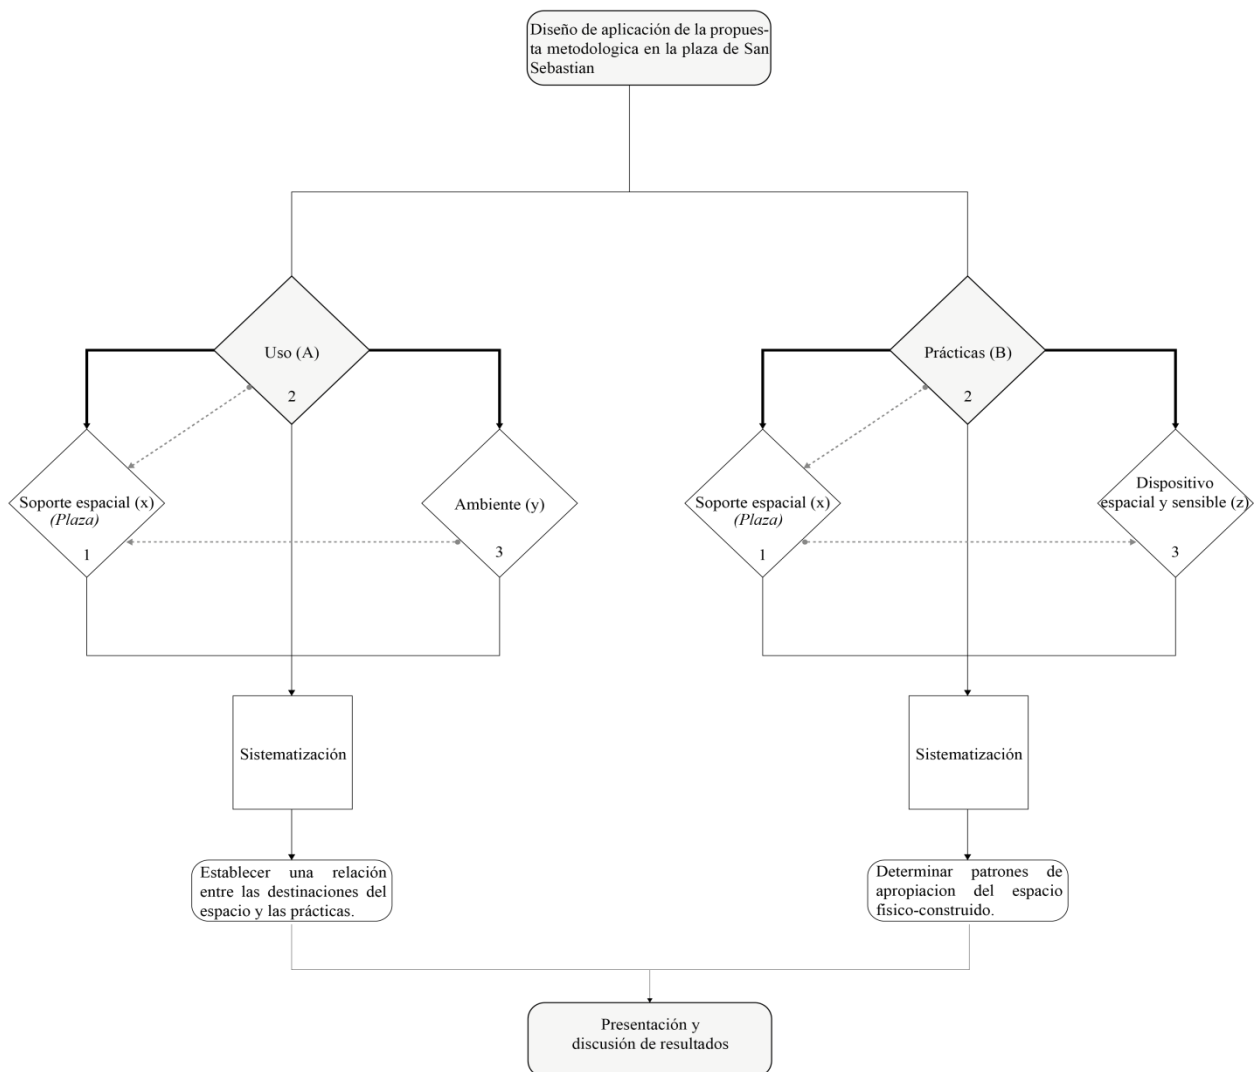 Diseño de aplicación de la propues-
ta metodologica en la plaza de San
Sebastian
Uso (A)
2
Soporte espacial (x)
(Plaza)
1
Ambiente (y)
3
Prácticas (B)
2
Soporte espacial (x)
(Plaza)
1
Dispositivo
espacial y sensible (z)
3
Sistematización
Sistematización
Establecer una relación
entre las destinaciones del
espacio y las prácticas.
Determinar patrones de
apropiacion del espacio
fisico-construido.
Presentación y
discusión de resultados